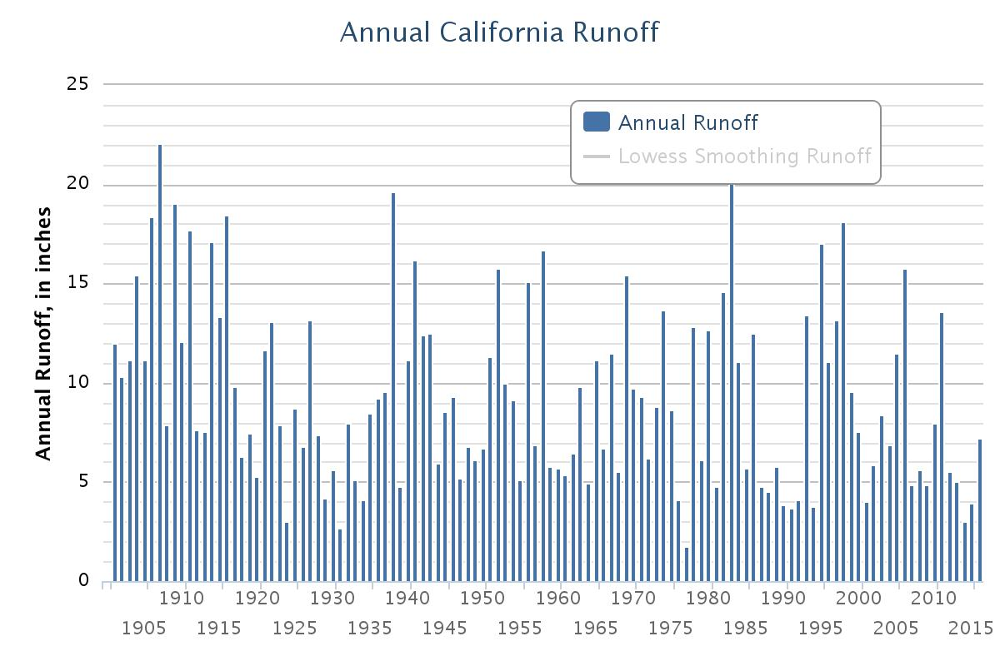 Annual California Runoff
Annual Runoff, in inches
25
20
15
10
5
0
Annual Runoff
Lowess Smoothing Runoff
1910 1920 1930 1940 1950 1960 1970 1980 1990 2000 2010
1905 1915 1925 1935 1945 1955 1965 1975 1985 1995 2005 2015